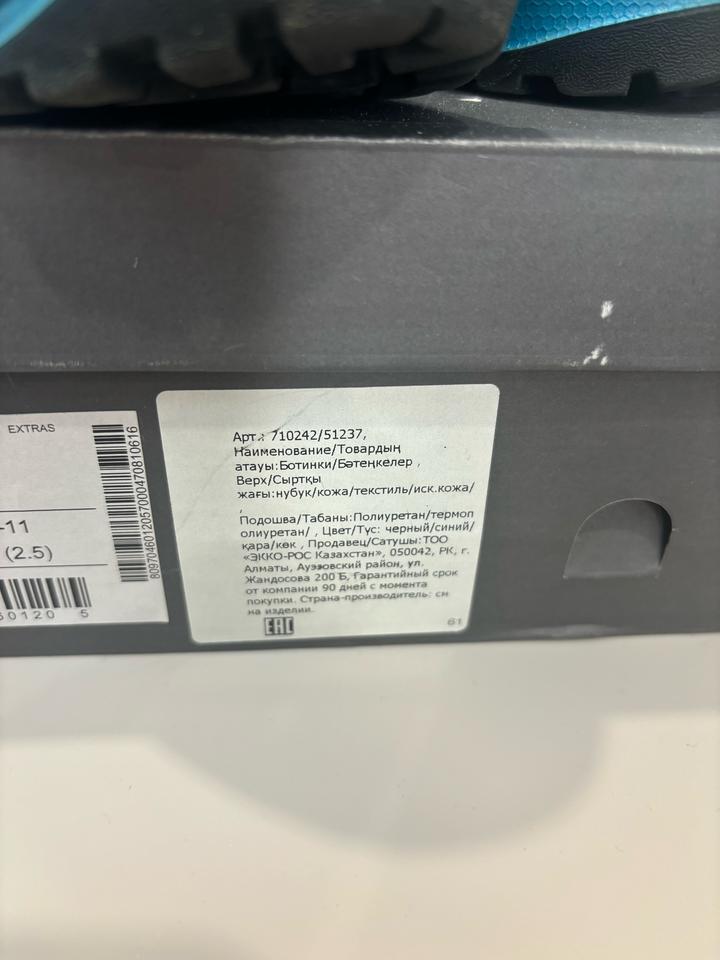 EXTRAS
-11
(2.5)
60120 5
8097046012057000470810616
Арт.: 710242/51237,
Наименование/Товардың
атауы:Ботинки/Бәтеңкелер ,
Верх/Сыртқы
жағы:нубук/кожа/текстиль/иск.кожа/
,
Подошва/Табаны:Полиуретан/термоп
олиуретан/ , Цвет/Түс: черный/синий/
қара/көк , Продавец/Сатушы:ТОО
«ЭККО-РОС Казахстан», 050042, РК, г.
Алматы, Ауэзовский район, ул.
Жандосова 200 Б, Гарантийный срок
от компании 90 дней с момента
покупки. Страна-производитель: см
на изделии.
EAC
61